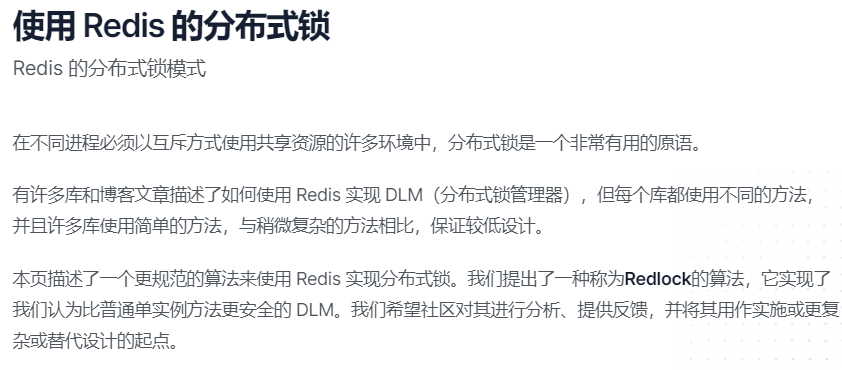 使用 Redis 的分布式锁
Redis 的分布式锁模式
在不同进程必须以互斥方式使用共享资源的许多环境中，分布式锁是一个非常有用的原语。
有许多库和博客文章描述了如何使用 Redis 实现 DLM（分布式锁管理器），但每个库都使用不同的方法，
并且许多库使用简单的方法，与稍微复杂的方法相比，保证较低设计。
本页描述了一个更规范的算法来使用 Redis 实现分布式锁。我们提出了一种称为Redlock的算法，它实现了
我们认为比普通单实例方法更安全的 DLM。我们希望社区对其进行分析、提供反馈，并将其用作实施或更复
杂或替代设计的起点。